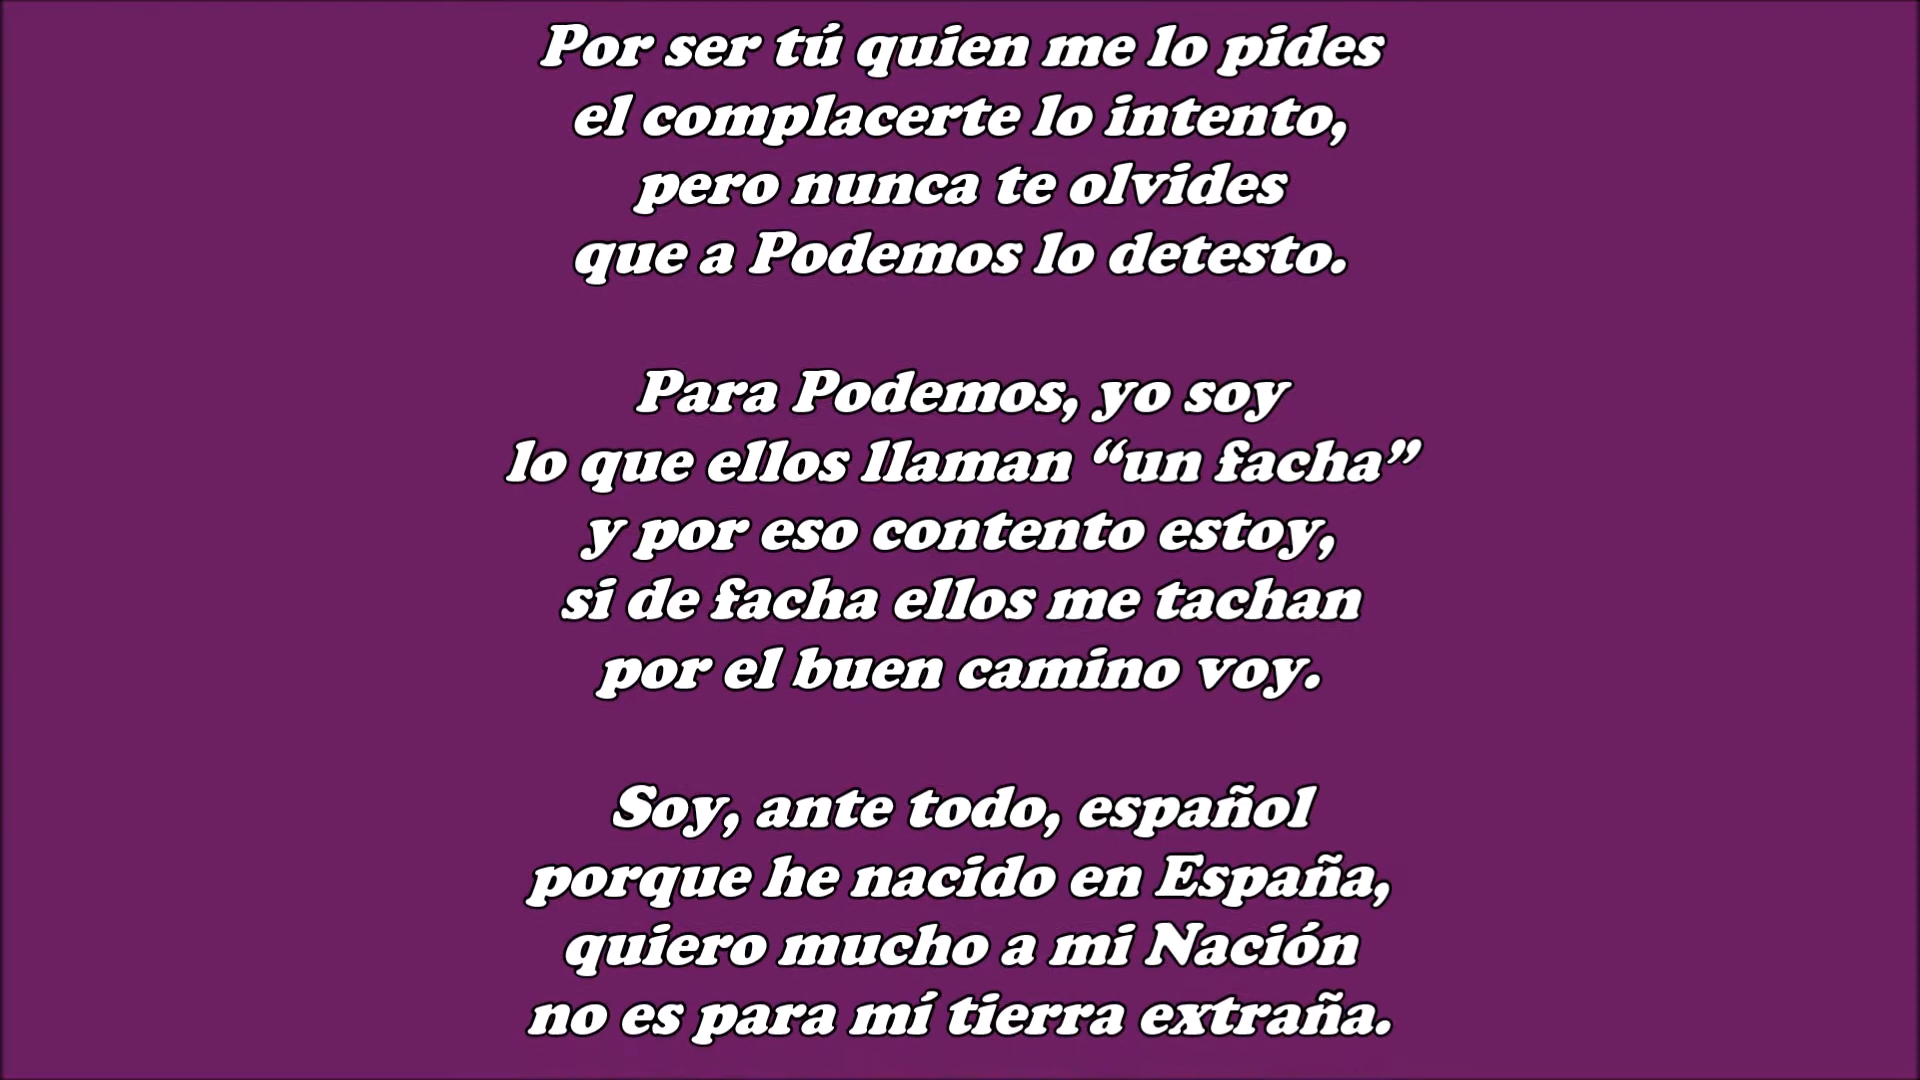 Por ser tú quien me lo pides
el complacerte lo intento,
pero nunca te olvides
que a Podemos lo detesto.
Para Podemos, yo soy
lo que ellos llaman “un facha”
y por eso contento estoy,
si de facha ellos me tachan
por el buen camino voy.
Soy, ante todo, español
porque he nacido en España,
quiero mucho a mi Nación
no es para mí tierra extraña.